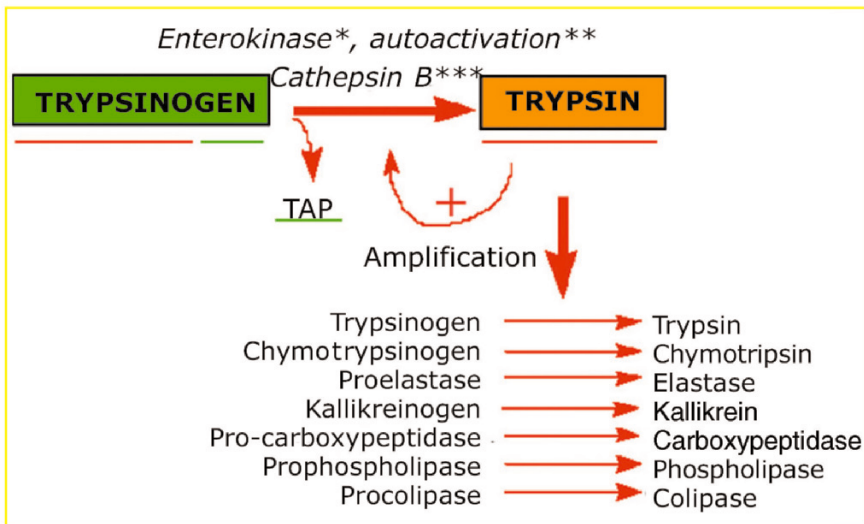 Enterokinase*, autoactivation**
Cathepsin B***
TRYPSINOGEN
TRYPSIN
TAP
+
Amplification
Trypsinogen Trypsin
Chymotrypsinogen Chymotripsin
Proelastase Elastase
Kallikreinogen Kallikrein
Pro-carboxypeptidase Carboxypeptidase
Prophospholipase Phospholipase
Procolipase Colipase